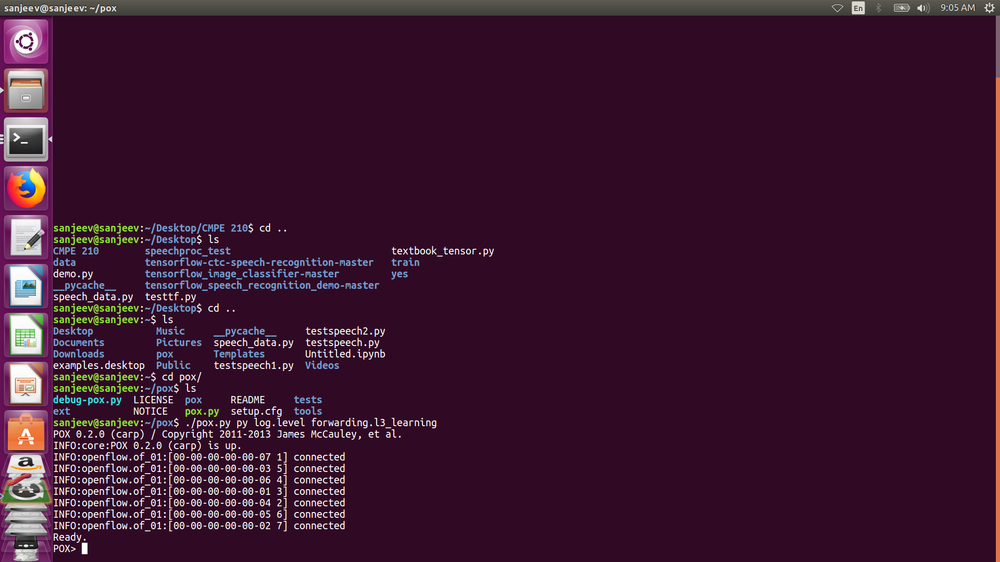 sanjeev@sanjeev: ~/pox
En
9:05 AM
sanjeev@sanjeev:~/Desktop/CMPE 210$ cd ..
sanjeev@sanjeev:~/Desktop$ ls
CMPE 210        speechproc_test                            textbook_tensor.py
data            tensorflow-ctc-speech-recognition-master   train
demo.py         tensorflow_image_classifier-master         yes
__pycache__     tensorflow_speech_recognition_demo-master
speech_data.py  testtf.py
sanjeev@sanjeev:~/Desktop$ cd ..
sanjeev@sanjeev:~$ ls
Desktop           Music     __pycache__     testspeech2.py
Documents         Pictures  speech_data.py  testspeech.py
Downloads         pox       Templates       Untitled.ipynb
examples.desktop  Public    testspeech1.py  Videos
sanjeev@sanjeev:~$ cd pox/
sanjeev@sanjeev:~/pox$ ls
debug-pox.py  LICENSE  pox     README     tests
ext           NOTICE   pox.py  setup.cfg  tools
sanjeev@sanjeev:~/pox$ ./pox.py py log.level forwarding.l3_learning
POX 0.2.0 (carp) / Copyright 2011-2013 James McCauley, et al.
INFO:core:POX 0.2.0 (carp) is up.
INFO:openflow.of_01:[00-00-00-00-00-07 1] connected
INFO:openflow.of_01:[00-00-00-00-00-03 5] connected
INFO:openflow.of_01:[00-00-00-00-00-06 4] connected
INFO:openflow.of_01:[00-00-00-00-00-01 3] connected
INFO:openflow.of_01:[00-00-00-00-00-04 2] connected
INFO:openflow.of_01:[00-00-00-00-00-05 6] connected
INFO:openflow.of_01:[00-00-00-00-00-02 7] connected
Ready.
POX>